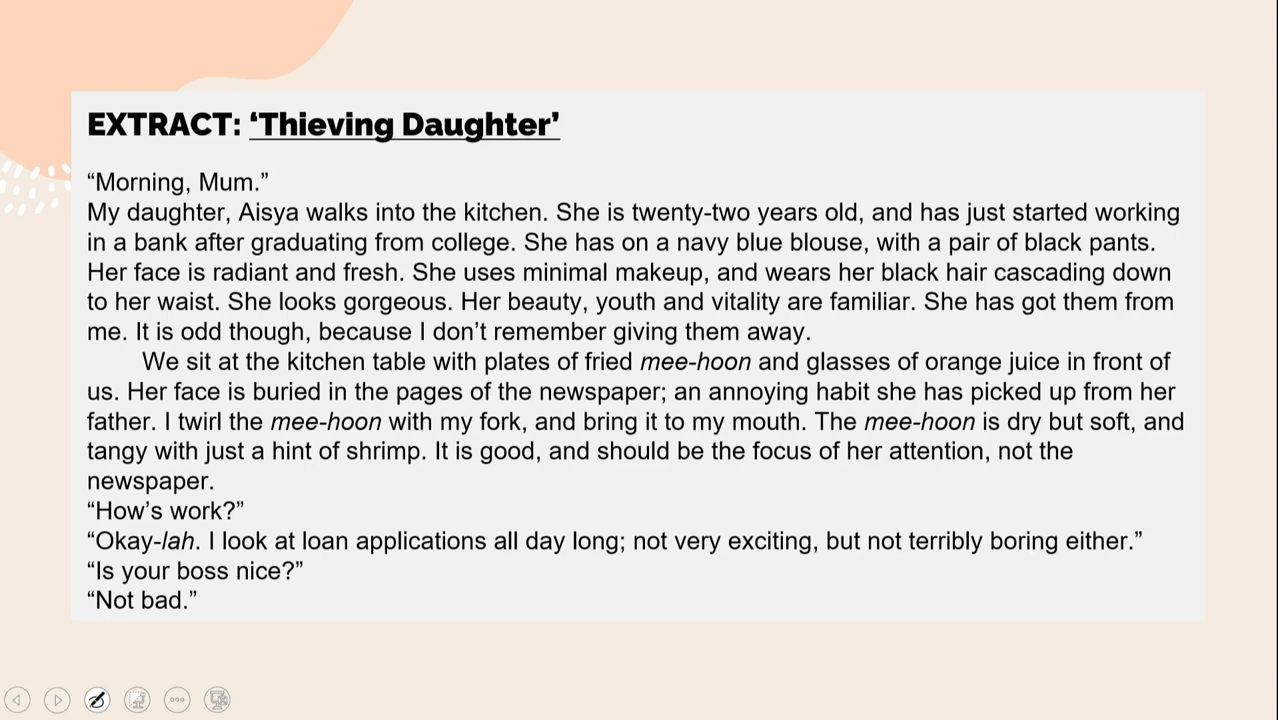 EXTRACT: ‘Thieving Daughter’
“Morning, Mum.”
My daughter, Aisya walks into the kitchen. She is twenty-two years old, and has just started working
in a bank after graduating from college. She has on a navy blue blouse, with a pair of black pants.
Her face is radiant and fresh. She uses minimal makeup, and wears her black hair cascading down
to her waist. She looks gorgeous. Her beauty, youth and vitality are familiar. She has got them from
me. It is odd though, because I don’t remember giving them away.
We sit at the kitchen table with plates of fried mee-hoon and glasses of orange juice in front of
us. Her face is buried in the pages of the newspaper; an annoying habit she has picked up from her
father. I twirl the mee-hoon with my fork, and bring it to my mouth. The mee-hoon is dry but soft, and
tangy with just a hint of shrimp. It is good, and should be the focus of her attention, not the
newspaper.
“How’s work?”
“Okay-lah. I look at loan applications all day long; not very exciting, but not terribly boring either.”
“Is your boss nice?”
“Not bad.”